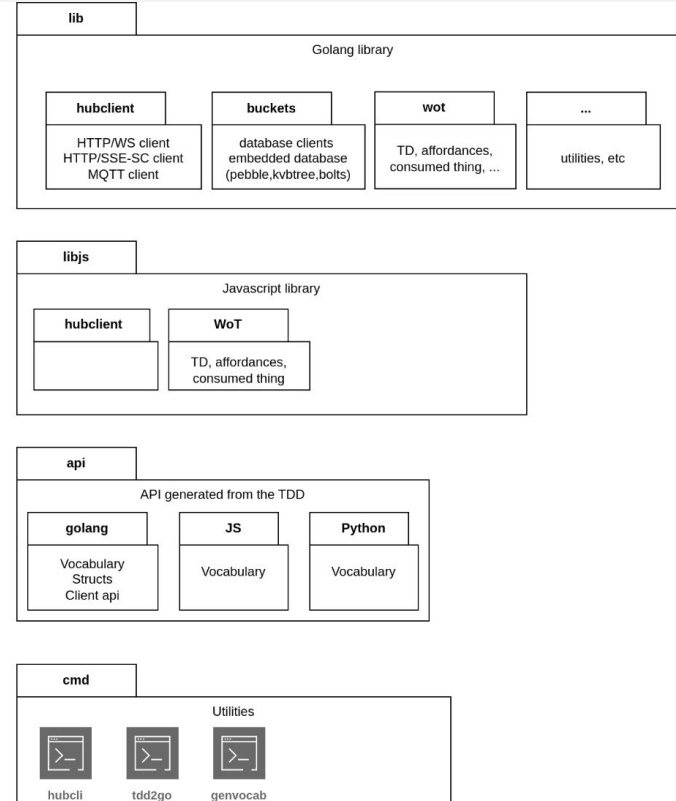 lib
Golang library
hubclient
HTTP/WS client
HTTP/SSE-SC client
MQTT client
buckets
database clients
embedded database
(pebble,kvbtree,bolts)
wot
TD, affordances,
consumed thing, ...
...
utilities, etc
libjs
Javascript library
hubclient
WoT
TD, affordances,
consumed thing
api
API generated from the TDD
golang
Vocabulary
Structs
Client api
JS
Vocabulary
Python
Vocabulary
cmd
Utilities
hubcli
tdd2go
genvocab